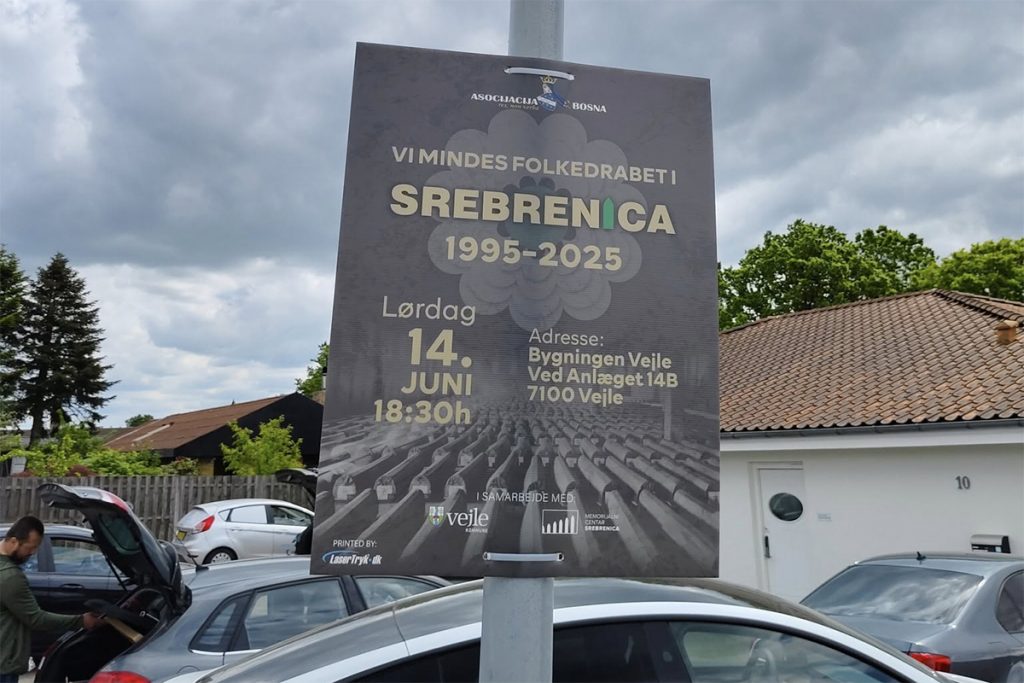 ASOCIJACIJA BOSNA
VI MINDES FOLKEDRABET I
SREBRENICA
1995-2025
Lørdag
14.
JUNI
18:30h
Adresse:
Bygningen Vejle
Ved Anlæget 14B
7100 Vejle
I SAMARBEJDE MED:
Vejle
KOMMUNE
MEMORIJALNI
CENTAR
SREBRENICA
PRINTED BY:
LaserTryk.dk
10